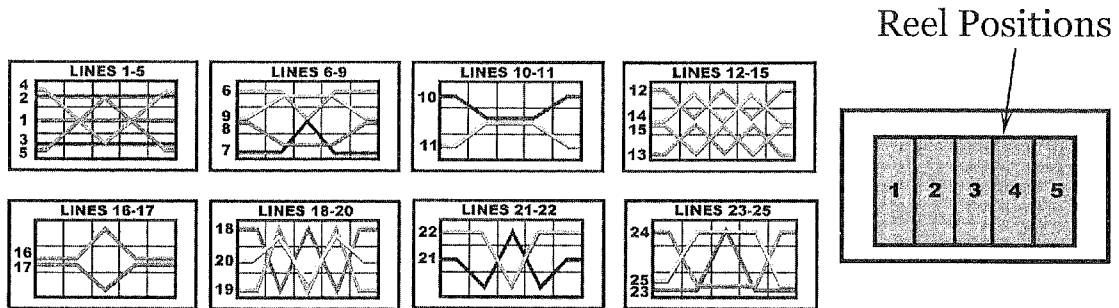 Reel Positions
LINES 1-5
4
2
1
3
5
LINES 6-9
6
9
8
7
LINES 10-11
10
11
LINES 12-15
12
14
15
13
1 2 3 4 5
LINES 16-17
16
17
LINES 18-20
18
20
19
LINES 21-22
22
21
LINES 23-25
24
25
23